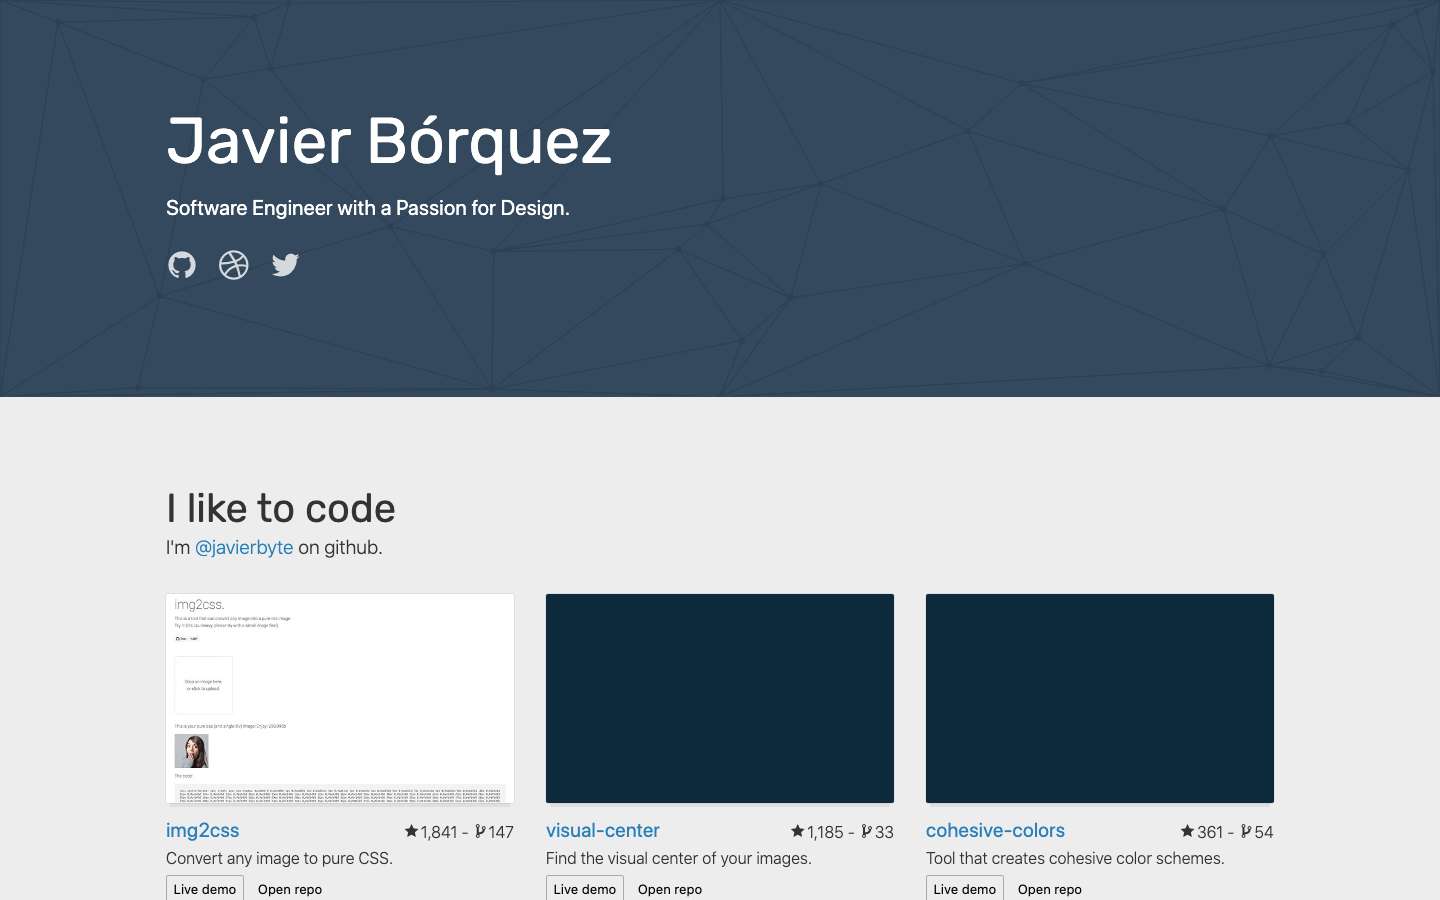 Javier Bórquez
Software Engineer with a Passion for Design.
I like to code
I'm @javierbyte on github.
img2css.
The code:
img2css
1,841 - 147
Convert any image to pure CSS.
Live demo Open repo
visual-center
1,185 - 33
Find the visual center of your images.
Live demo Open repo
cohesive-colors
361 - 54
Tool that creates cohesive color schemes.
Live demo Open repo